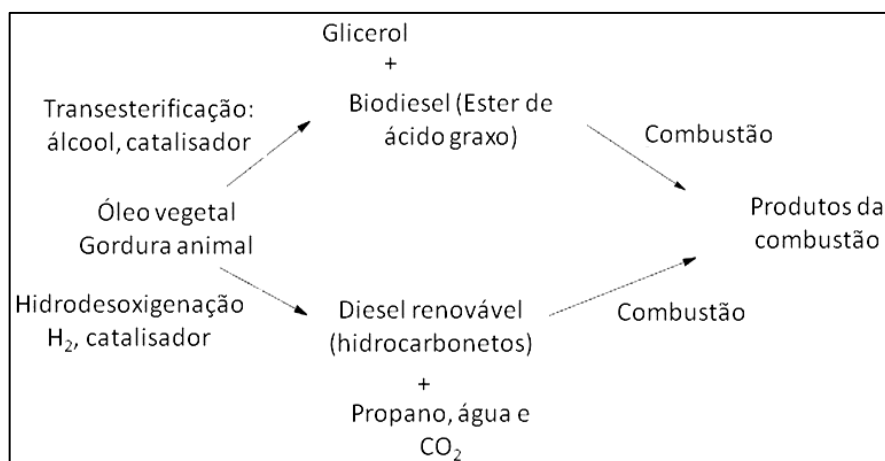 Glicerol
+
Biodiesel (Ester de
ácido graxo)
Transesterificação:
álcool, catalisador
Combustão
Óleo vegetal
Gordura animal
Produtos da
combustão
Hidrodesoxigenação
H₂, catalisador
Diesel renovável
(hidrocarbonetos)
Combustão
+
Propano, água e
CO₂